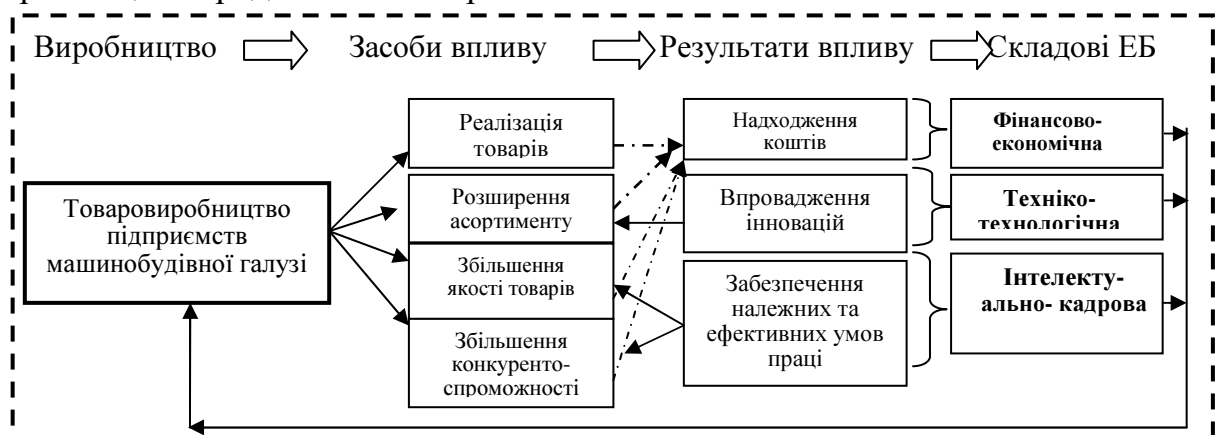 Виробництво
Засоби впливу
Результати впливу
Складові ЕБ
Товаровиробництво
підприємств
машинобудівної галузі
Реалізація
товарів
Розширення
асортименту
Збільшення
якості товарів
Збільшення
конкуренто-
спроможності
Надходження
коштів
Впровадження
інновацій
Забезпечення
належних та
ефективних умов
праці
Фінансово-
економічна
Техніко-
технологічна
Інтелекту-
ально- кадрова